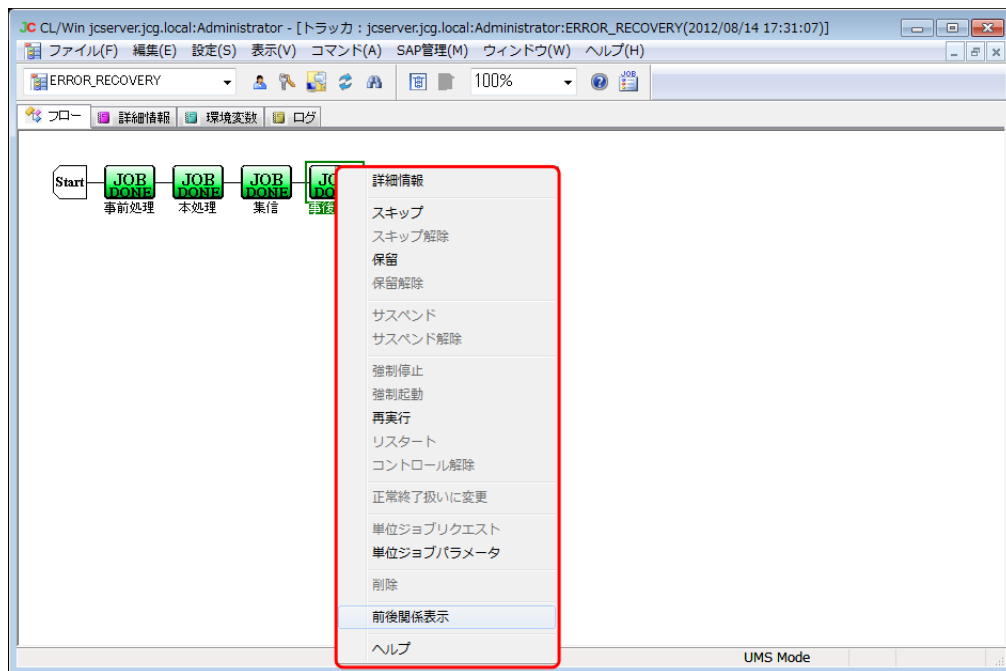 JC CL/Win jcserver.jcg.local:Administrator - [トラッカ : jcserver.jcg.local:Administrator:ERROR_RECOVERY(2012/08/14 17:31:07)]
ファイル(F) 編集(E) 設定(S) 表示(V) コマンド(A) SAP管理(M) ウィンドウ(W) ヘルプ(H)
ERROR_RECOVERY 100% JOB
フロー 詳細情報 環境変数 ログ
Start JOB DONE JOB DONE JOB DONE
事前処理 本処理 集信 事後
詳細情報
スキップ
スキップ解除
保留
保留解除
サスペンド
サスペンド解除
強制停止
強制起動
再実行
リスタート
コントロール解除
正常終了扱いに変更
単位ジョブリクエスト
単位ジョブパラメータ
削除
前後関係表示
ヘルプ
UMS Mode